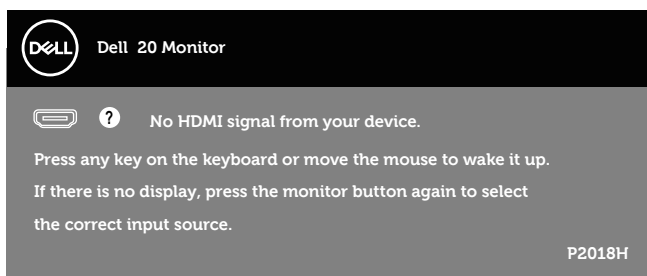 DELL
Dell 20 Monitor
? No HDMI signal from your device.
Press any key on the keyboard or move the mouse to wake it up.
If there is no display, press the monitor button again to select
the correct input source.
P2018H